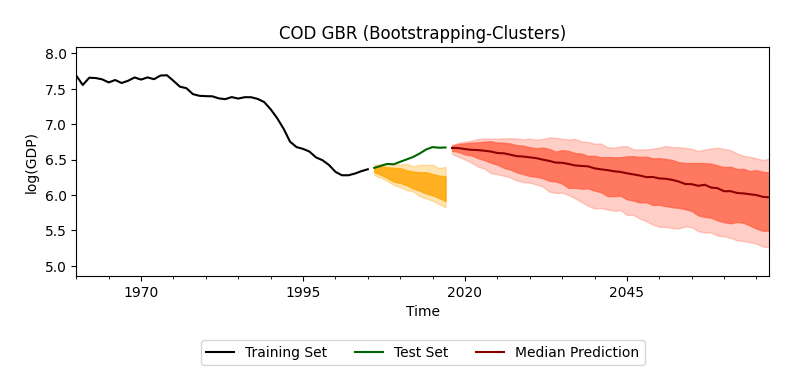 COD GBR (Bootstrapping-Clusters)
8.0
7.5
7.0
6.5
6.0
5.5
5.0
log(GDP)
1970 1995 2020 2045
Time
Training Set Test Set Median Prediction